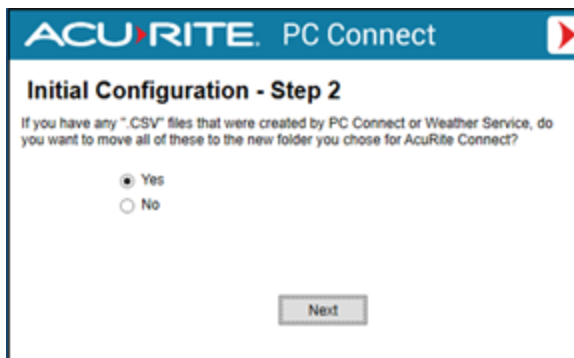 ACU>RITE. PC Connect
Initial Configuration - Step 2
If you have any ".CSV" files that were created by PC Connect or Weather Service, do
you want to move all of these to the new folder you chose for AcuRite Connect?
Yes
No
Next